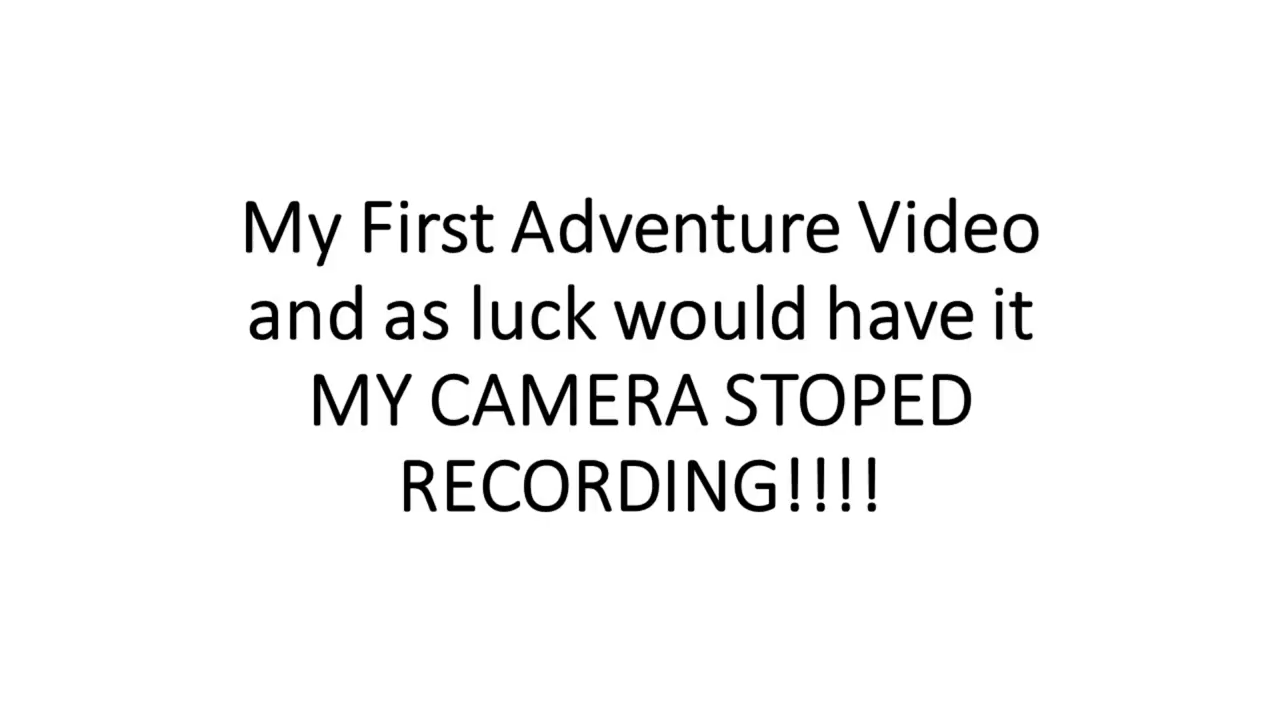 My First Adventure Video
and as luck would have it
MY CAMERA STOPED
RECORDING!!!!